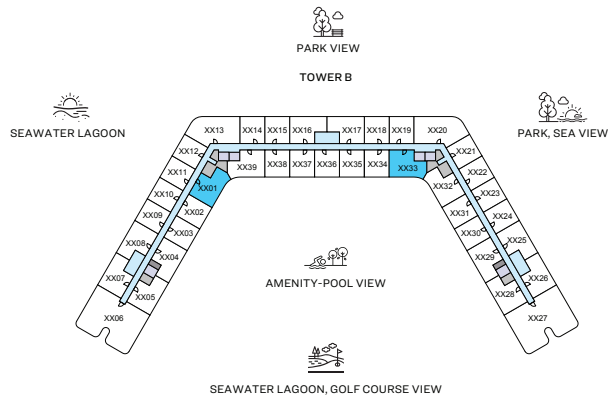 PARK VIEW
TOWER B
SEAWATER LAGOON
PARK, SEA VIEW
XX13
XX14
XX15
XX16
XX17
XX18
XX19
XX20
XX12
XX39
XX38
XX37
XX36
XX35
XX34
XX33
XX21
XX11
XX01
XX32
XX22
XX10
XX02
XX31
XX23
XX09
XX03
XX30
XX24
XX08
XX04
XX29
XX25
XX07
XX05
XX28
XX26
XX06
XX27
AMENITY-POOL VIEW
SEAWATER LAGOON, GOLF COURSE VIEW